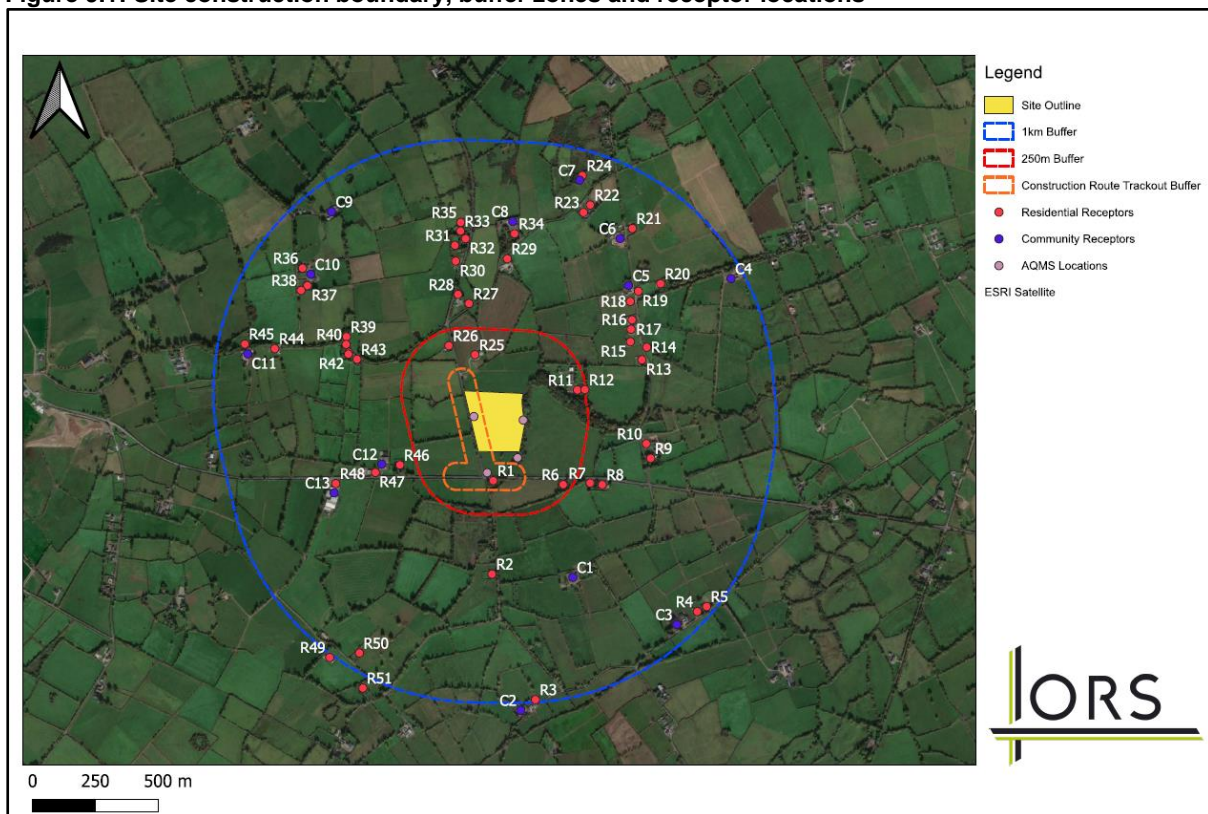 Figure 5.1: Site construction boundary, buffer zones and receptor locations
Legend
Site Outline
1km Buffer
250m Buffer
Construction Route Trackout Buffer
Residential Receptors
Community Receptors
AQMS Locations
ESRI Satellite
C7 R24
R22
R23
C9
R35
R33
C8
R34
R21
R31
R32
C6
R29
R36
C10
R30
C5
R20
C4
R38
R37
R28
R27
R18
R19
R16
R17
R45
R44
R40
R39
R26
R25
R15
R14
C11
R42
R43
R13
R11
R12
R10
R9
C12
R46
C13
R48
R47
R1
R6
R7
R8
R2
C1
R4
R5
C3
R49
R50
R51
C2
R3
ORS
0 250 500 m